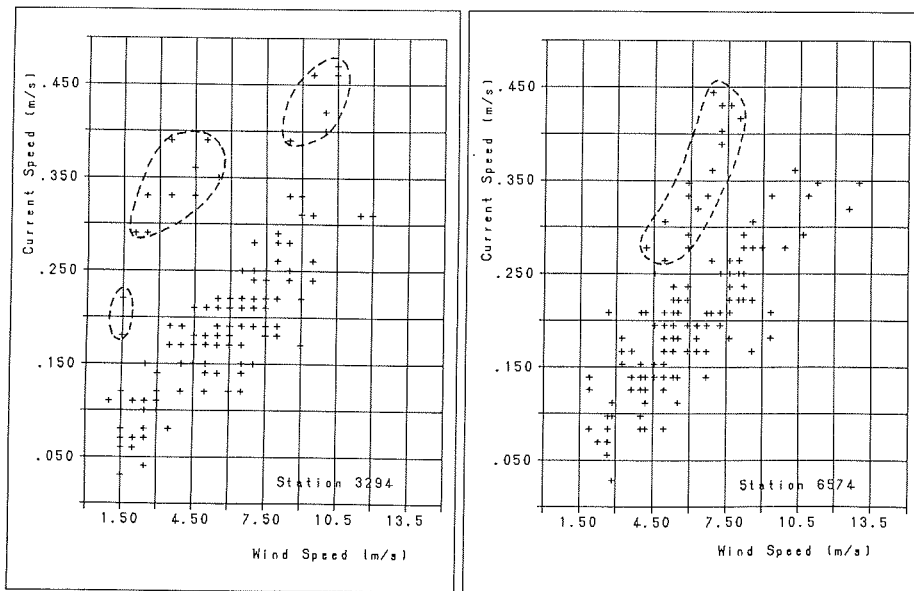 Current Speed (m/s)
.450
.350
.250
.150
.050
Station 3294
1.50 4.50 7.50 10.5 13.5
Wind Speed (m/s)
Current Speed (m/s)
.450
.350
.250
.150
.050
Station 6574
1.50 4.50 7.50 10.5 13.5
Wind Speed (m/s)